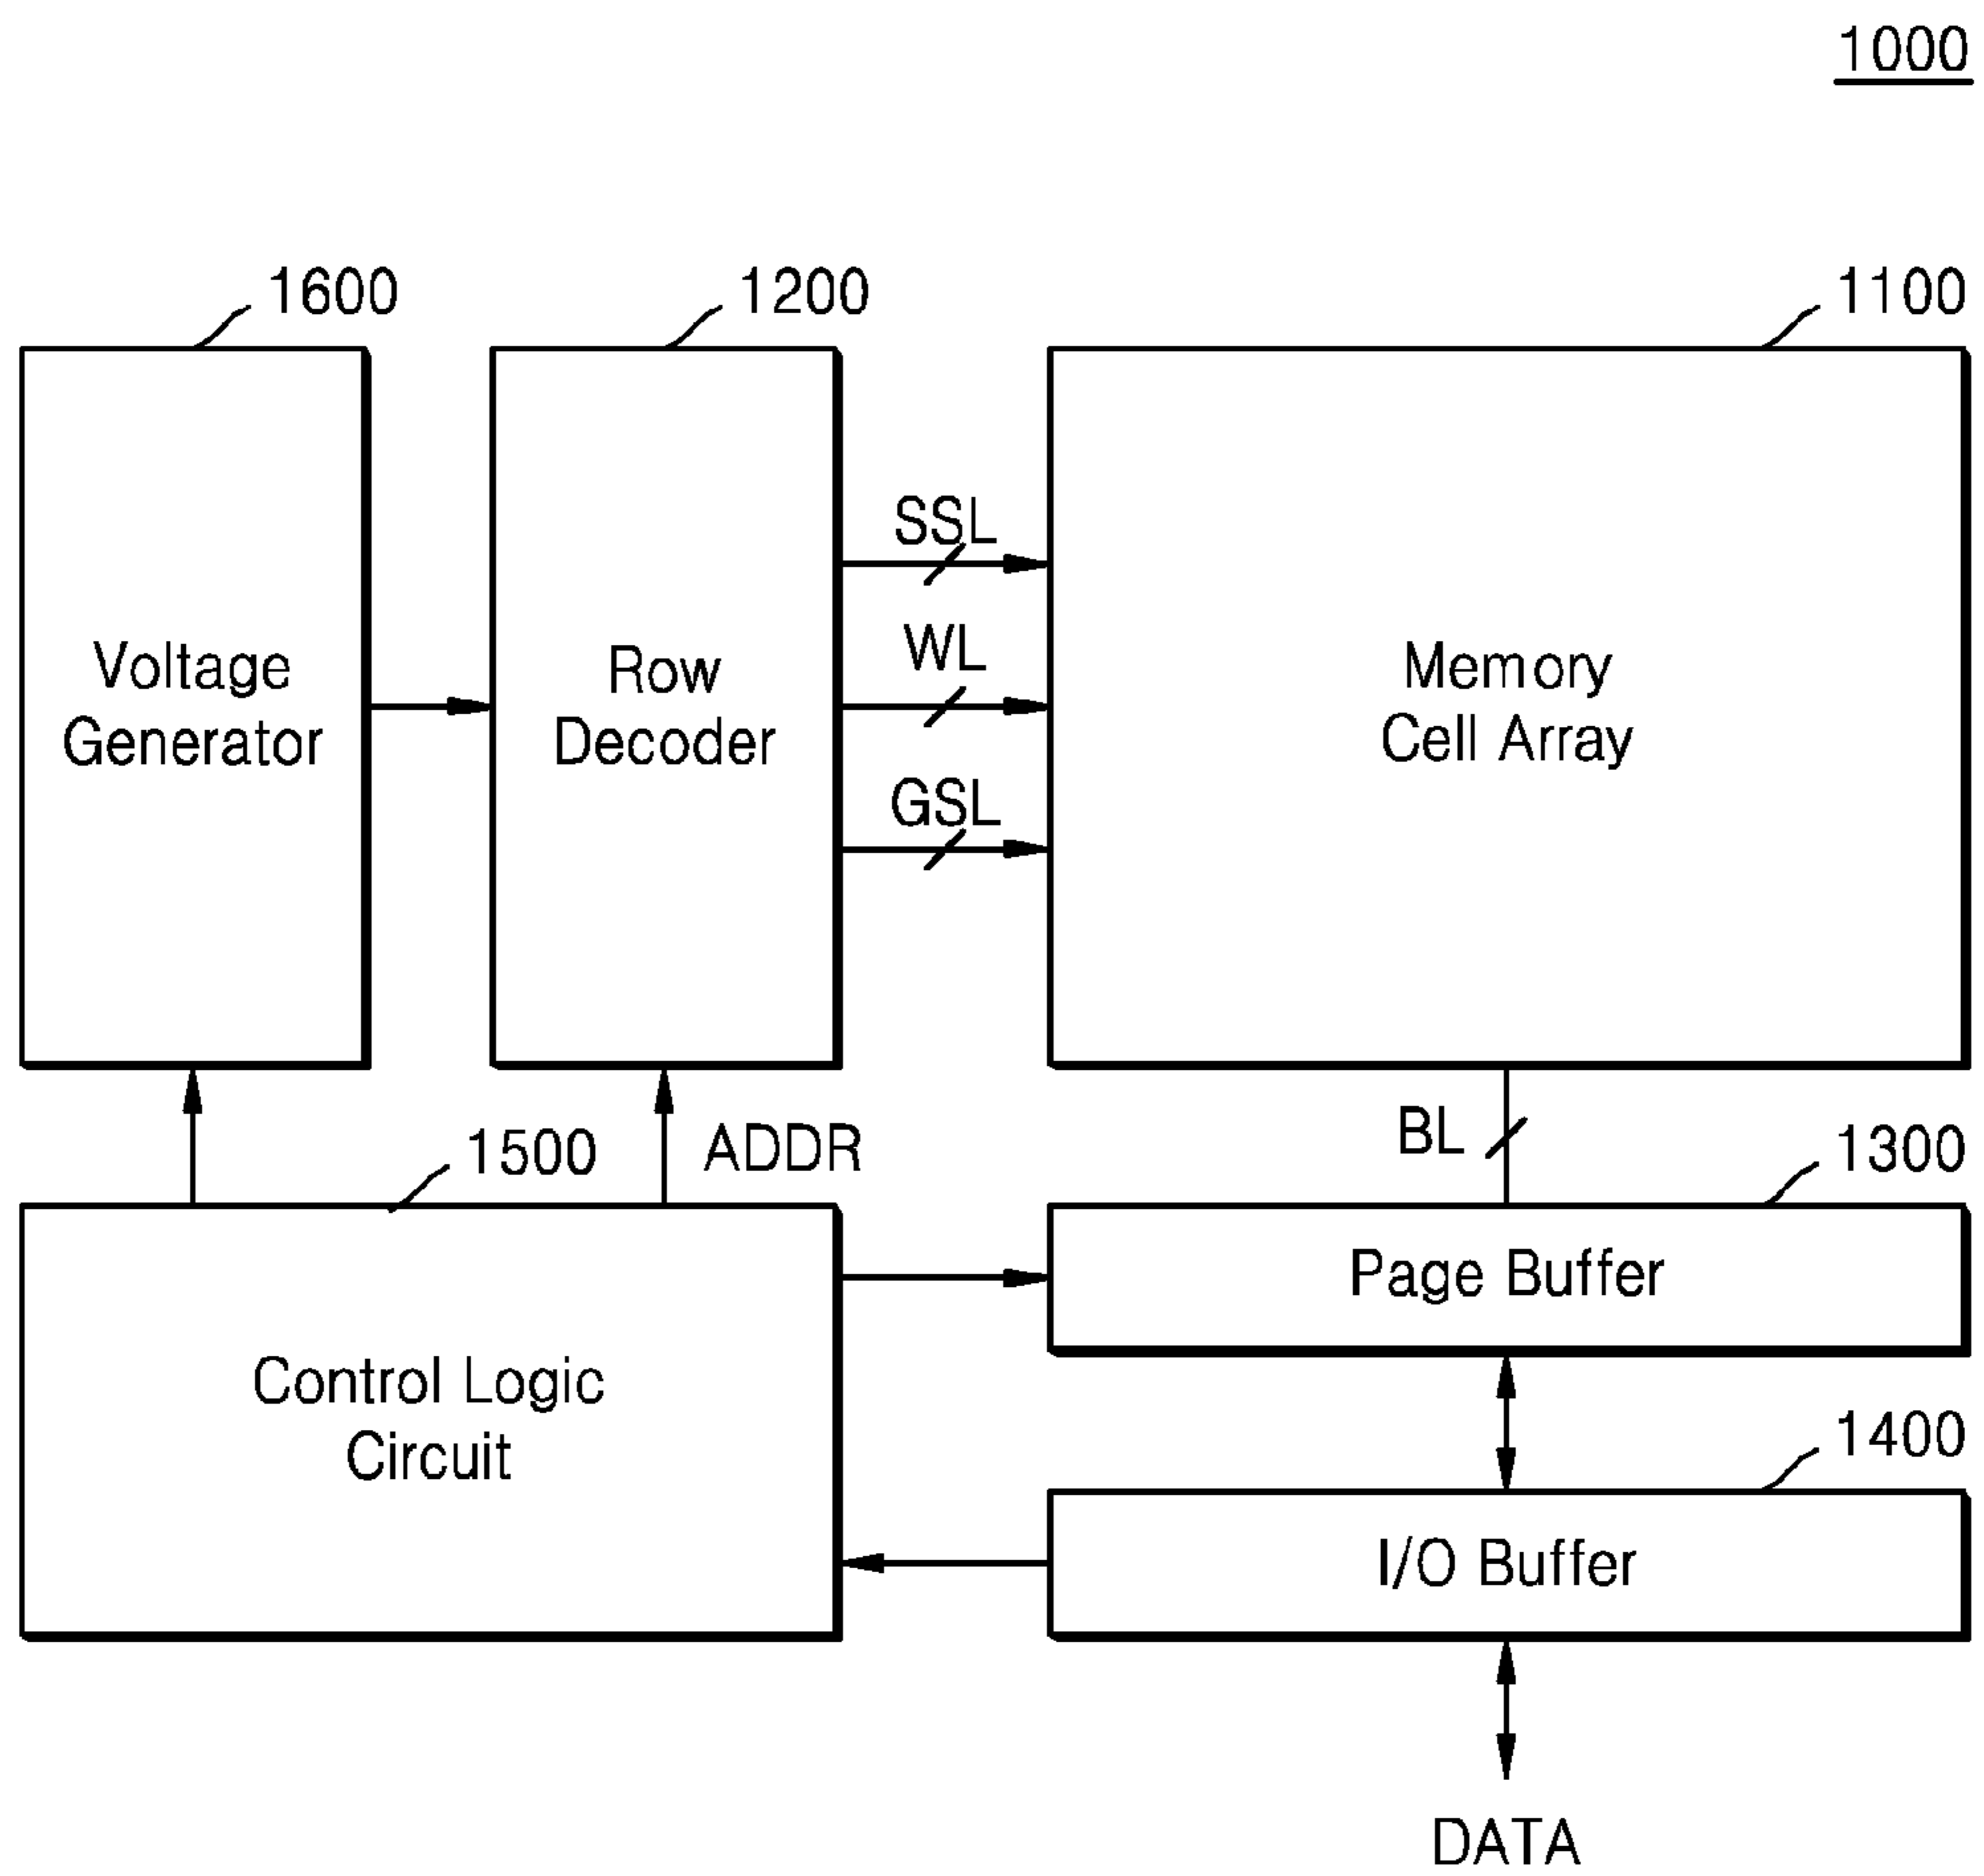 1000
1600
1200
1100
SSL
WL
GSL
Voltage
Generator
Row
Decoder
Memory
Cell Array
1500
ADDR
BL
1300
Page Buffer
Control Logic
Circuit
1400
I/O Buffer
DATA